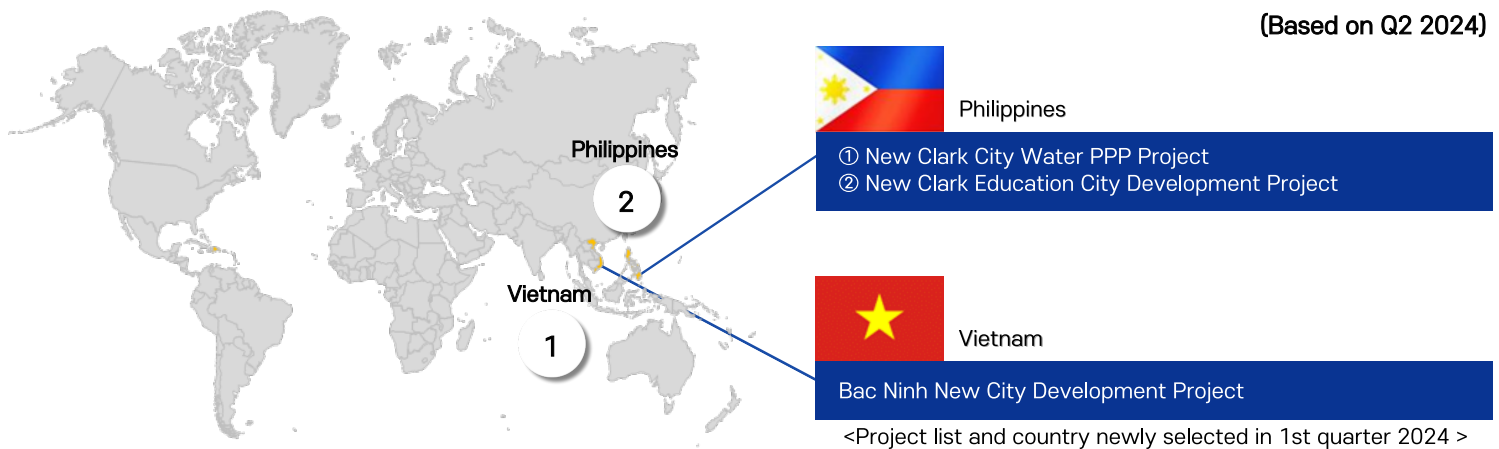 (Based on Q2 2024)
Philippines
2
Vietnam
1
Philippines
① New Clark City Water PPP Project
② New Clark Education City Development Project
Vietnam
Bac Ninh New City Development Project
<Project list and country newly selected in 1st quarter 2024 >